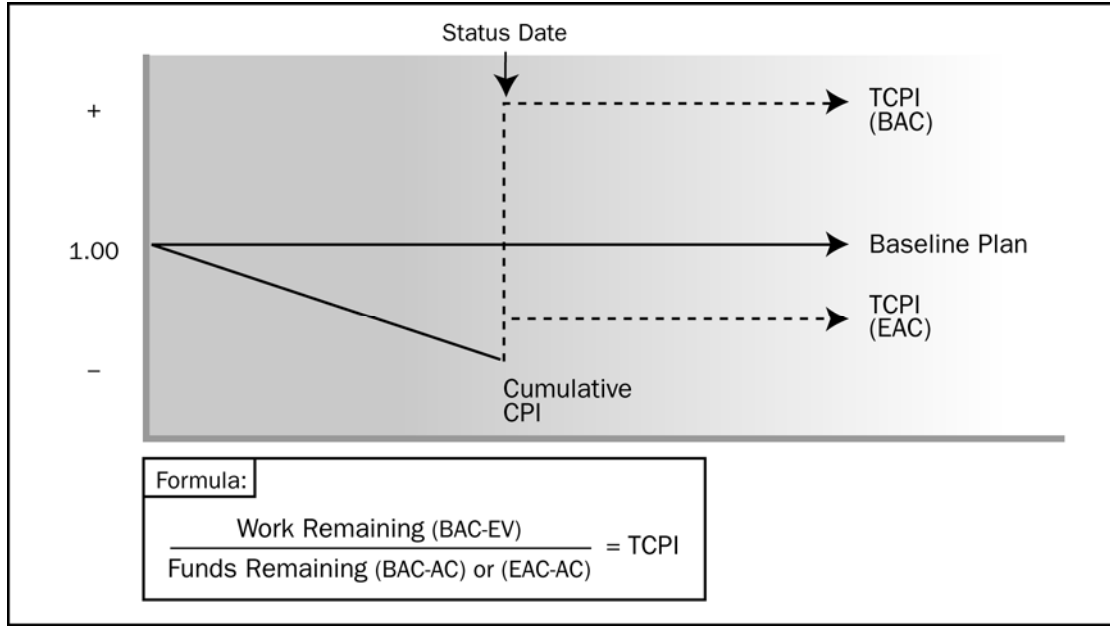 Status Date
+
TCPI
(BAC)
1.00
Baseline Plan
TCPI
(EAC)
–
Cumulative
CPI
Formula:
Work Remaining (BAC-EV)
Funds Remaining (BAC-AC) or (EAC-AC)
= TCPI